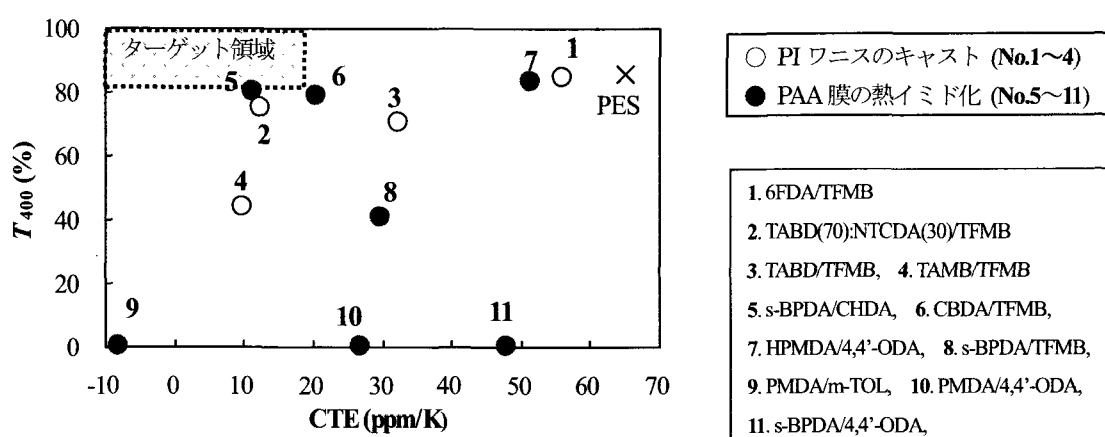 100
80
60
40
20
0
T400 (%)
ターゲット領域
5
2
6
3
4
8
7
1
PES
9
10
11
-10 0 10 20 30 40 50 60 70
CTE (ppm/K)
○ PI ワニスのキャスト (No.1~4)
● PAA 膜の熱イミド化 (No.5~11)
1. 6FDA/TFMB
2. TABD(70):NTCDA(30)/TFMB
3. TABD/TFMB, 4. TAMB/TFMB
5. s-BPDA/CHDA, 6. CBDA/TFMB,
7. HPMDA/4,4'-ODA, 8. s-BPDA/TFMB,
9. PMDA/m-TOL, 10. PMDA/4,4'-ODA,
11. s-BPDA/4,4'-ODA,